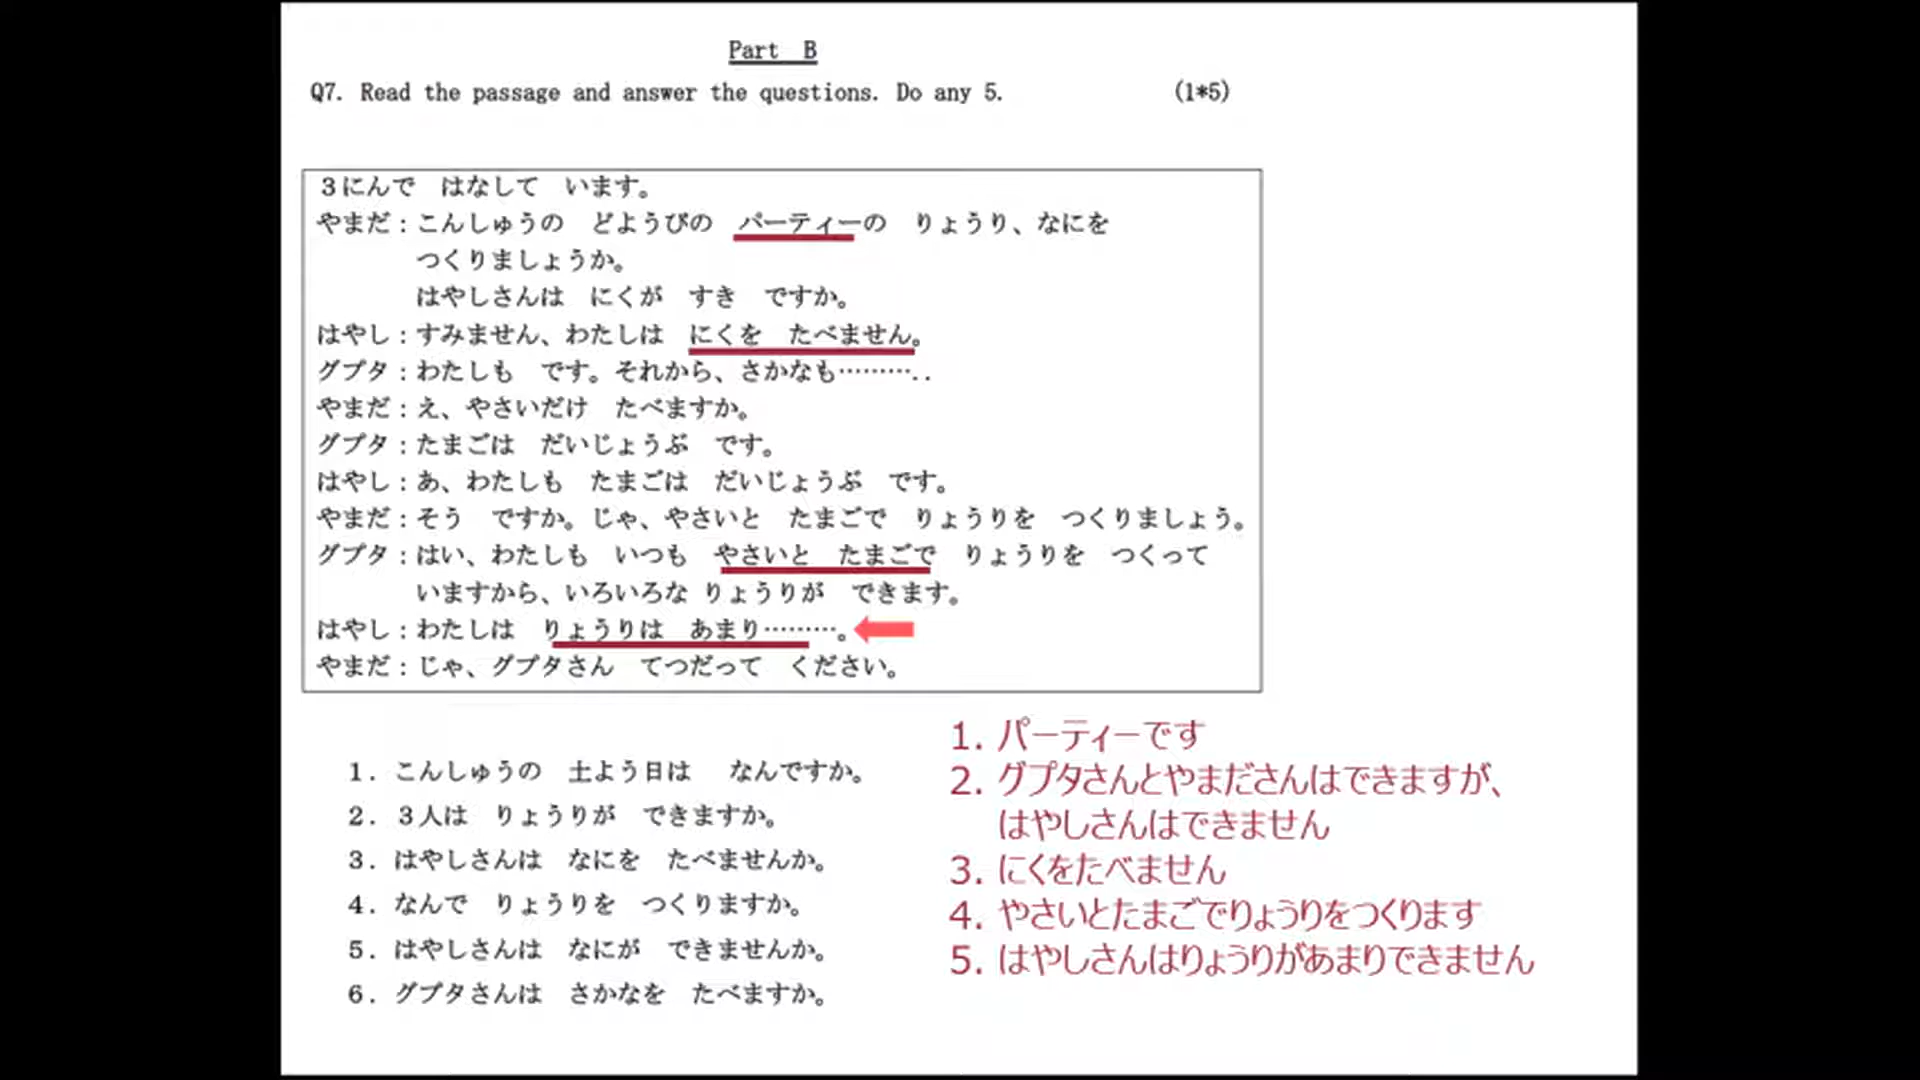 Part B
Q7. Read the passage and answer the questions. Do any 5. (1*5)
３にんで　はなして　います。
やまだ：こんしゅうの　どようびの　パーティーの　りょうり、なにを
つくりましょうか。
はやしさんは　にくが　すき　ですか。
はやし：すみません、わたしは　にくを　たべません。
グプタ：わたしも　です。それから、さかなも………..
やまだ：え、やさいだけ　たべますか。
グプタ：たまごは　だいじょうぶ　です。
はやし：あ、わたしも　たまごは　だいじょうぶ　です。
やまだ：そう　ですか。じゃ、やさいと　たまごで　りょうりを　つくりましょう。
グプタ：はい、わたしも　いつも　やさいと　たまごで　りょうりを　つくって
いますから、いろいろな りょうりが　できます。
はやし：わたしは　りょうりは　あまり………。
やまだ：じゃ、グプタさん　てつだって　ください。
１．こんしゅうの　土よう日は　なんですか。
２．３人は　りょうりが　できますか。
３．はやしさんは　なにを　たべませんか。
４．なんで　りょうりを　つくりますか。
５．はやしさんは　なにが　できませんか。
６．グプタさんは　さかなを　たべますか。
1. パーティーです
2. グプタさんとやまださんはできますが、
はやしさんはできません
3. にくをたべません
4. やさいとたまごでりょうりをつくります
5. はやしさんはりょうりがあまりできません